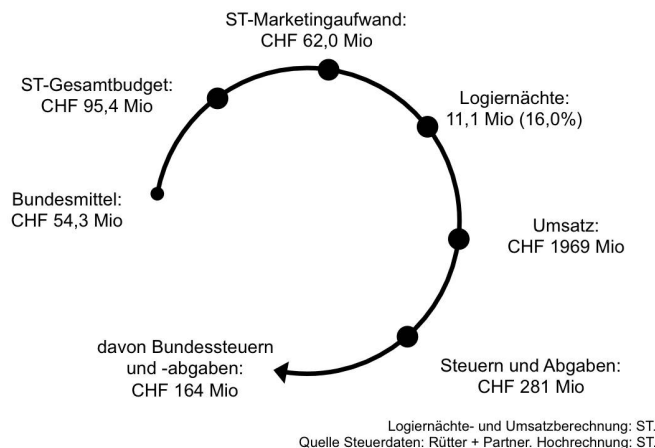 ST-Marketingaufwand:
CHF 62,0 Mio
ST-Gesamtbudget:
CHF 95,4 Mio
Logiernächte:
11,1 Mio (16,0%)
Bundesmittel:
CHF 54,3 Mio
Umsatz:
CHF 1969 Mio
davon Bundessteuern
und -abgaben:
CHF 164 Mio
Steuern und Abgaben:
CHF 281 Mio
Logiernächte- und Umsatzberechnung: ST.
Quelle Steuerdaten: Rütter + Partner. Hochrechnung: ST.